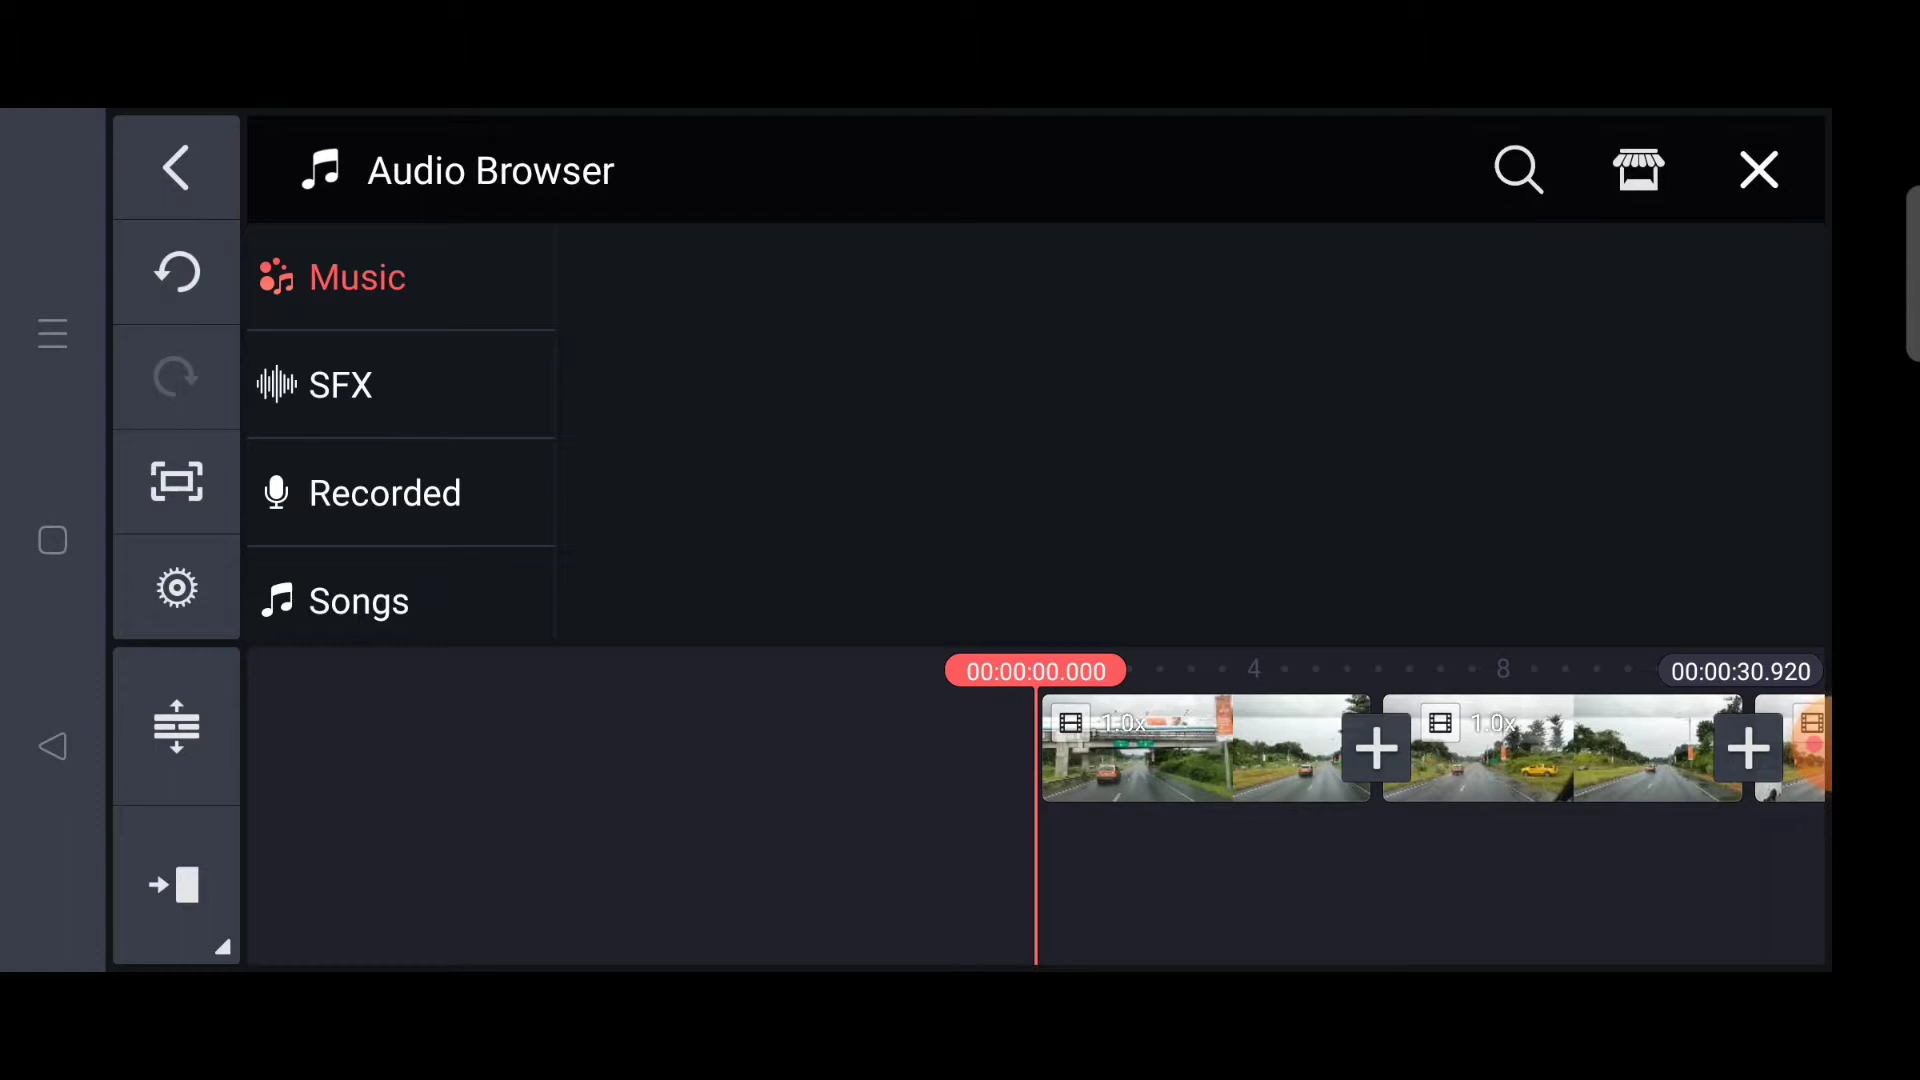 Audio Browser
Music
SFX
Recorded
Songs
00:00:00.000
4
8
00:00:30.920
1.0x
1.0x